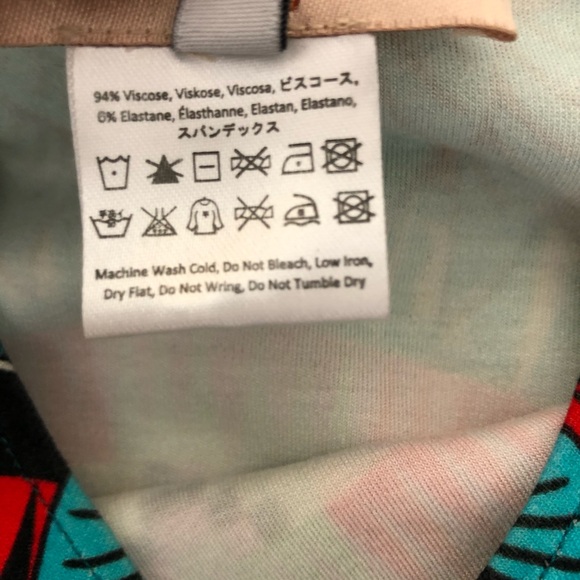 94% Viscose, Viskose, Viscosa, ビスコース,
6% Elastane, Élasthanne, Elastan, Elastano,
スパンデックス
Machine Wash Cold, Do Not Bleach, Low Iron,
Dry Flat, Do Not Wring, Do Not Tumble Dry